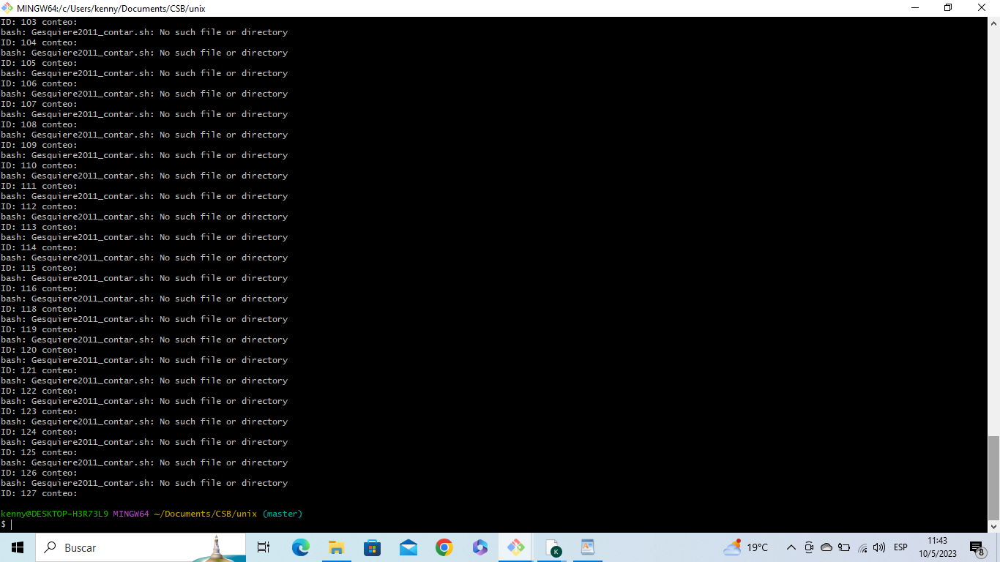 MINGW64:/c/Users/kenny/Documents/CSB/unix
ID: 103 conteo:
bash: Gesquiere2011_contar.sh: No such file or directory
ID: 104 conteo:
bash: Gesquiere2011_contar.sh: No such file or directory
ID: 105 conteo:
bash: Gesquiere2011_contar.sh: No such file or directory
ID: 106 conteo:
bash: Gesquiere2011_contar.sh: No such file or directory
ID: 107 conteo:
bash: Gesquiere2011_contar.sh: No such file or directory
ID: 108 conteo:
bash: Gesquiere2011_contar.sh: No such file or directory
ID: 109 conteo:
bash: Gesquiere2011_contar.sh: No such file or directory
ID: 110 conteo:
bash: Gesquiere2011_contar.sh: No such file or directory
ID: 111 conteo:
bash: Gesquiere2011_contar.sh: No such file or directory
ID: 112 conteo:
bash: Gesquiere2011_contar.sh: No such file or directory
ID: 113 conteo:
bash: Gesquiere2011_contar.sh: No such file or directory
ID: 114 conteo:
bash: Gesquiere2011_contar.sh: No such file or directory
ID: 115 conteo:
bash: Gesquiere2011_contar.sh: No such file or directory
ID: 116 conteo:
bash: Gesquiere2011_contar.sh: No such file or directory
ID: 118 conteo:
bash: Gesquiere2011_contar.sh: No such file or directory
ID: 119 conteo:
bash: Gesquiere2011_contar.sh: No such file or directory
ID: 120 conteo:
bash: Gesquiere2011_contar.sh: No such file or directory
ID: 121 conteo:
bash: Gesquiere2011_contar.sh: No such file or directory
ID: 122 conteo:
bash: Gesquiere2011_contar.sh: No such file or directory
ID: 123 conteo:
bash: Gesquiere2011_contar.sh: No such file or directory
ID: 124 conteo:
bash: Gesquiere2011_contar.sh: No such file or directory
ID: 125 conteo:
bash: Gesquiere2011_contar.sh: No such file or directory
ID: 126 conteo:
bash: Gesquiere2011_contar.sh: No such file or directory
ID: 127 conteo:
kenny@DESKTOP-H3R73L9 MINGW64 ~/Documents/CSB/unix (master)
$
Buscar
K
19°C
ESP
11:43
10/5/2023
8